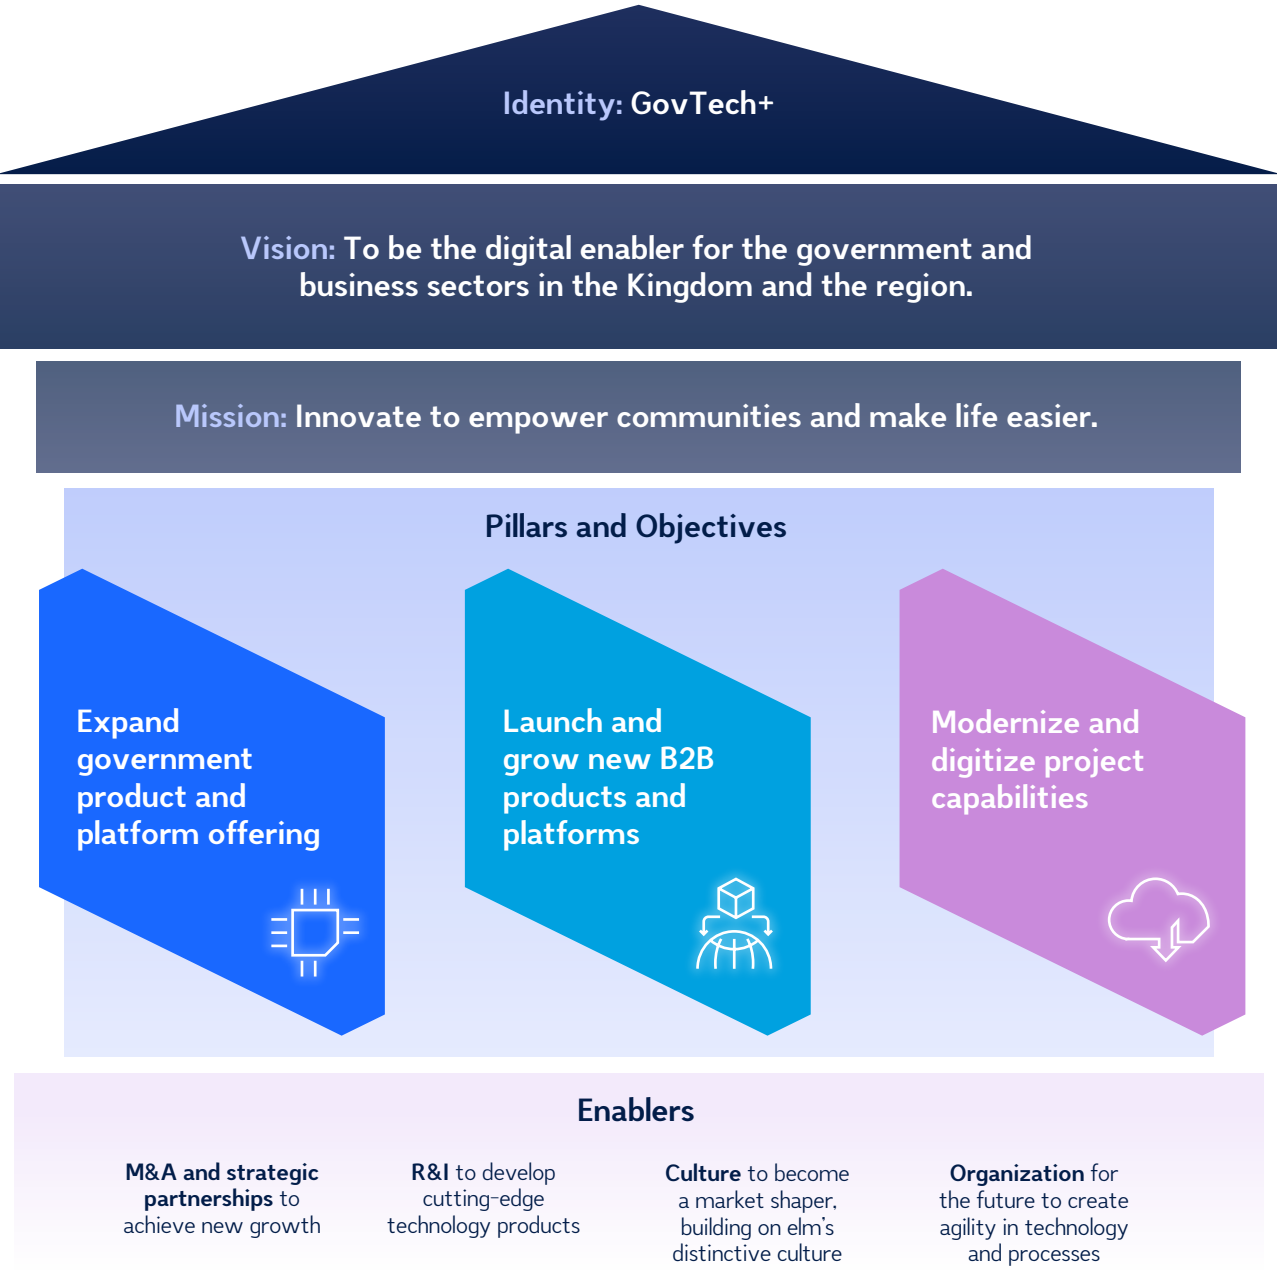 Identity: GovTech+
Vision: To be the digital enabler for the government and
business sectors in the Kingdom and the region.
Mission: Innovate to empower communities and make life easier.
Pillars and Objectives
Expand
government
product and
platform offering
Launch and
grow new B2B
products and
platforms
Modernize and
digitize project
capabilities
Enablers
M&A and strategic
partnerships to
achieve new growth
R&I to develop
cutting-edge
technology products
Culture to become
a market shaper,
building on elm's
distinctive culture
Organization for
the future to create
agility in technology
and processes